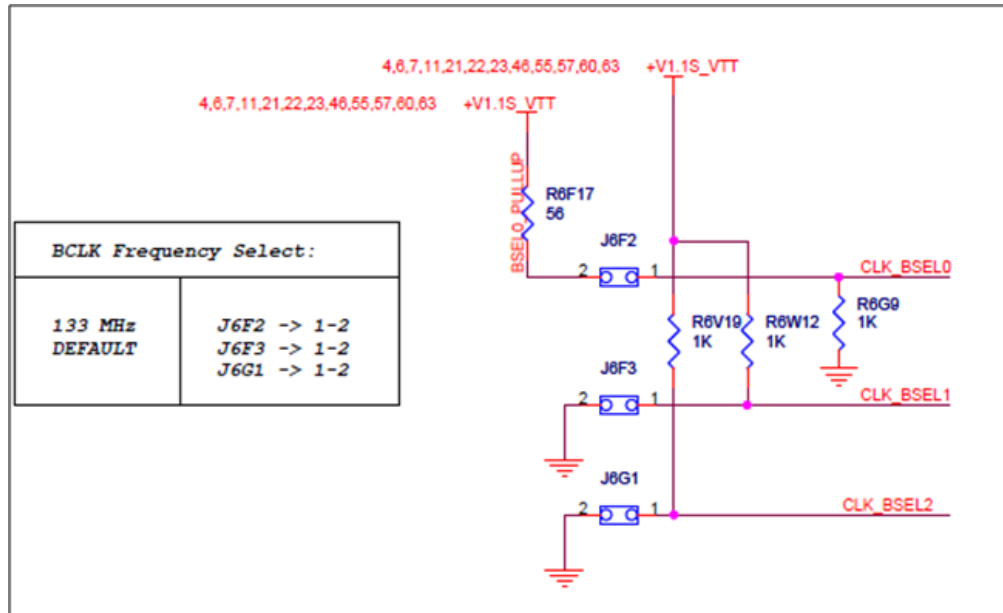 4,6,7,11,21,22,23,46,55,57,60,63 +V1.1S_VTT
4,6,7,11,21,22,23,46,55,57,60,63 +V1.1S_VTT
BSEL0_PULLUP
R6F17
56
BCLK Frequency Select:
133 MHz
DEFAULT
J6F2 -> 1-2
J6F3 -> 1-2
J6G1 -> 1-2
J6F2
2 1
CLK_BSEL0
R6V19
1K
R6W12
1K
R6G9
1K
J6F3
2 1
CLK_BSEL1
J6G1
2 1
CLK_BSEL2